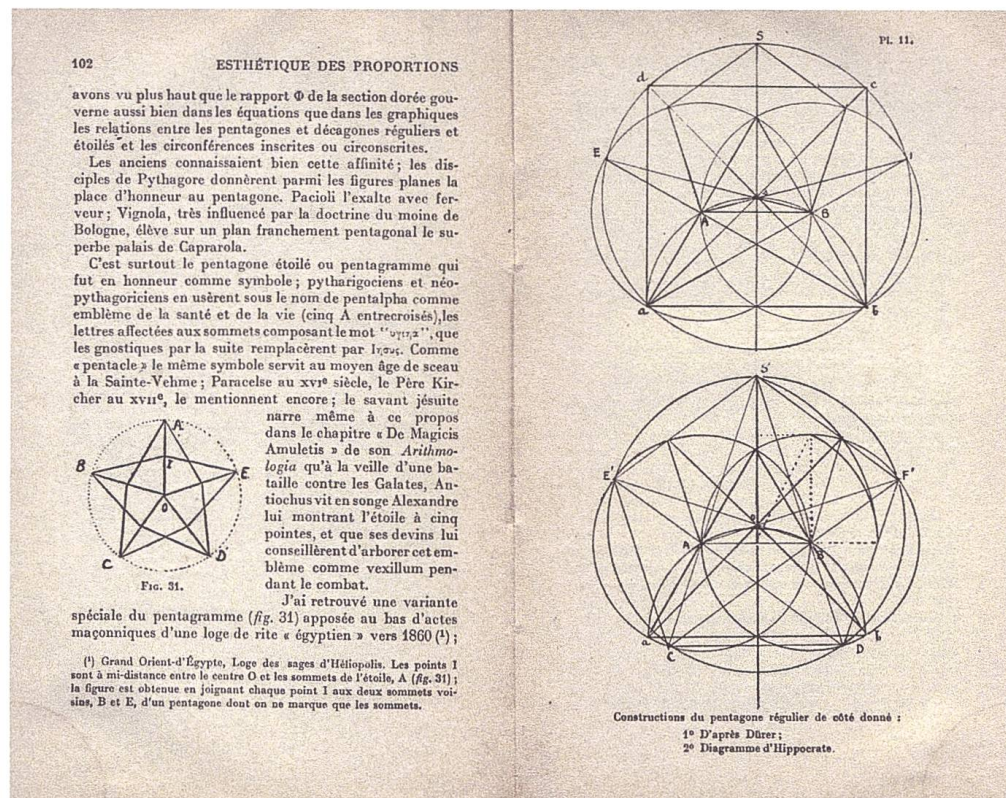 102 ESTHÉTIQUE DES PROPORTIONS
avons vu plus haut que le rapport Φ de la section dorée gou-
verne aussi bien dans les équations que dans les graphiques
les relations entre les pentagones et décagones réguliers et
étoilés et les circonférences inscrites ou circonscrites.
Les anciens connaissaient bien cette affinité ; les dis-
ciples de Pythagore donnèrent parmi les figures planes la
place d'honneur au pentagone. Pacioli l'exalte avec fer-
veur ; Vignola, très influencé par la doctrine du moine de
Bologne, élève sur un plan franchement pentagonal le su-
perbe palais de Caprarola.
C'est surtout le pentagone étoilé ou pentagramme qui
fut en honneur comme symbole ; pytharigociens et néo-
pythagoriciens en usèrent sous le nom de pentalpha comme
emblème de la santé et de la vie (cinq A entrecroisés),les
lettres affectées aux sommets composant le mot "υγιηα", que
les gnostiques par la suite remplacèrent par Ιησυς. Comme
« pentacle » le même symbole servit au moyen âge de sceau
à la Sainte-Vehme ; Paracelse au XVIe siècle, le Père Kir-
cher au XVIIe, le mentionnent encore ; le savant jésuite
narre même à ce propos
dans le chapitre « De Magicis
Amuletis » de son Arithmo-
logia qu'à la veille d'une ba-
taille contre les Galates, An-
tiochus vit en songe Alexandre
lui montrant l'étoile à cinq
pointes, et que ses devins lui
conseillèrent d'arborer cet em-
blème comme vexillum pen-
dant le combat.
A
B
I
E
O
C
D
FIG. 31.
J'ai retrouvé une variante
spéciale du pentagramme (fig. 31) apposée au bas d'actes
maçonniques d'une loge de rite « égyptien » vers 1860 (¹) ;
(¹) Grand Orient-d'Égypte, Loge des sages d'Héliopolis. Les points I
sont à mi-distance entre le centre O et les sommets de l'étoile, A (fig. 31) ;
la figure est obtenue en joignant chaque point I aux deux sommets voi-
sins, B et E, d'un pentagone dont on ne marque que les sommets.
Pl. 11.
S
d
c
E
A
B
a
b
S'
E'
F'
A
B
a
b
C
D
Constructions du pentagone régulier de côté donné :
1º D'après Dürer ;
2º Diagramme d'Hippocrate.